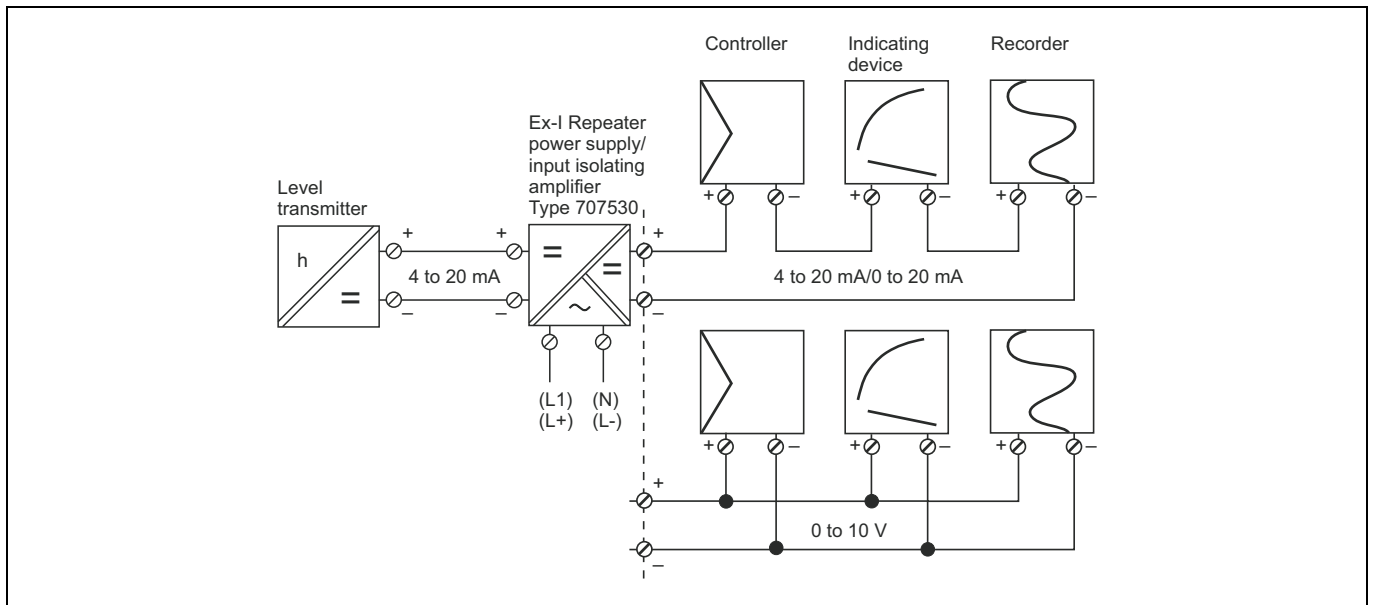 Controller
Indicating
device
Recorder
Ex-I Repeater
power supply/
input isolating
amplifier
Type 707530
Level
transmitter
+ – + – + –
h
+
+
+
4 to 20 mA
4 to 20 mA/0 to 20 mA
–
–
–
(L1) (N)
(L+) (L-)
+ – + – + –
+
0 to 10 V
–